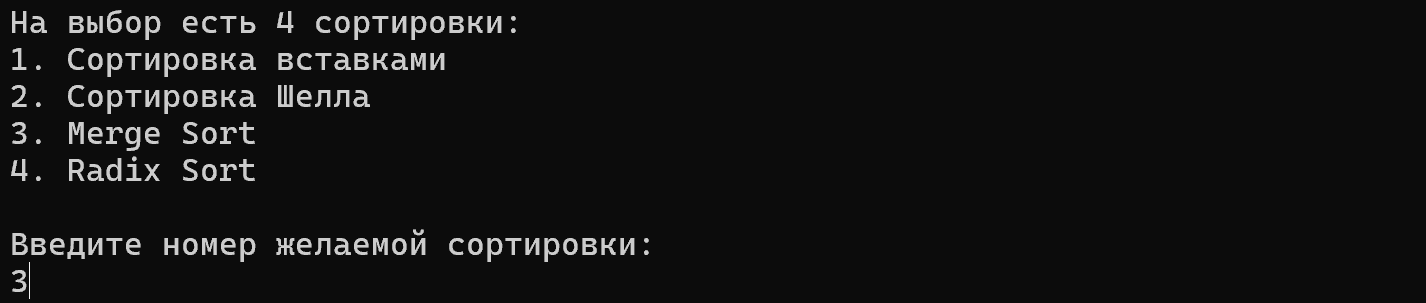 На выбор есть 4 сортировки:
1. Сортировка вставками
2. Сортировка Шелла
3. Merge Sort
4. Radix Sort
Введите номер желаемой сортировки:
3